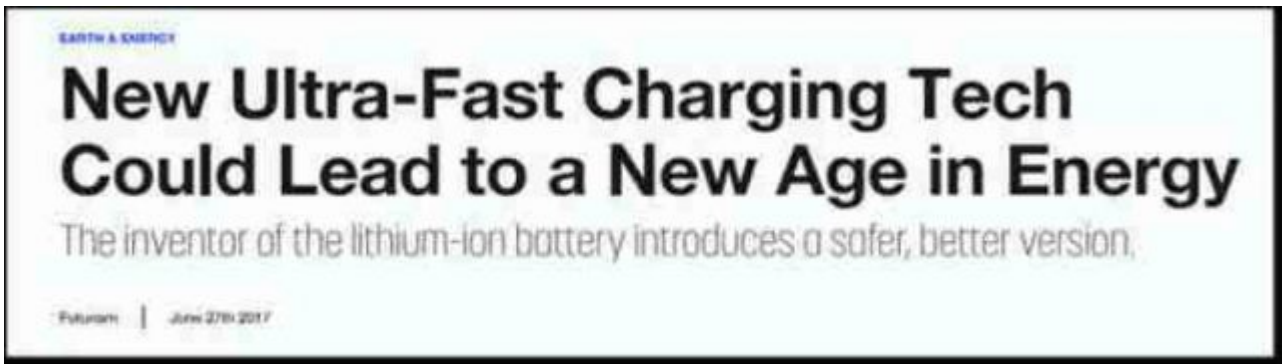 EARTH & ENERGY
New Ultra-Fast Charging Tech
Could Lead to a New Age in Energy
The inventor of the lithium-ion battery introduces a safer, better version.
Futurism | June 27th 2017